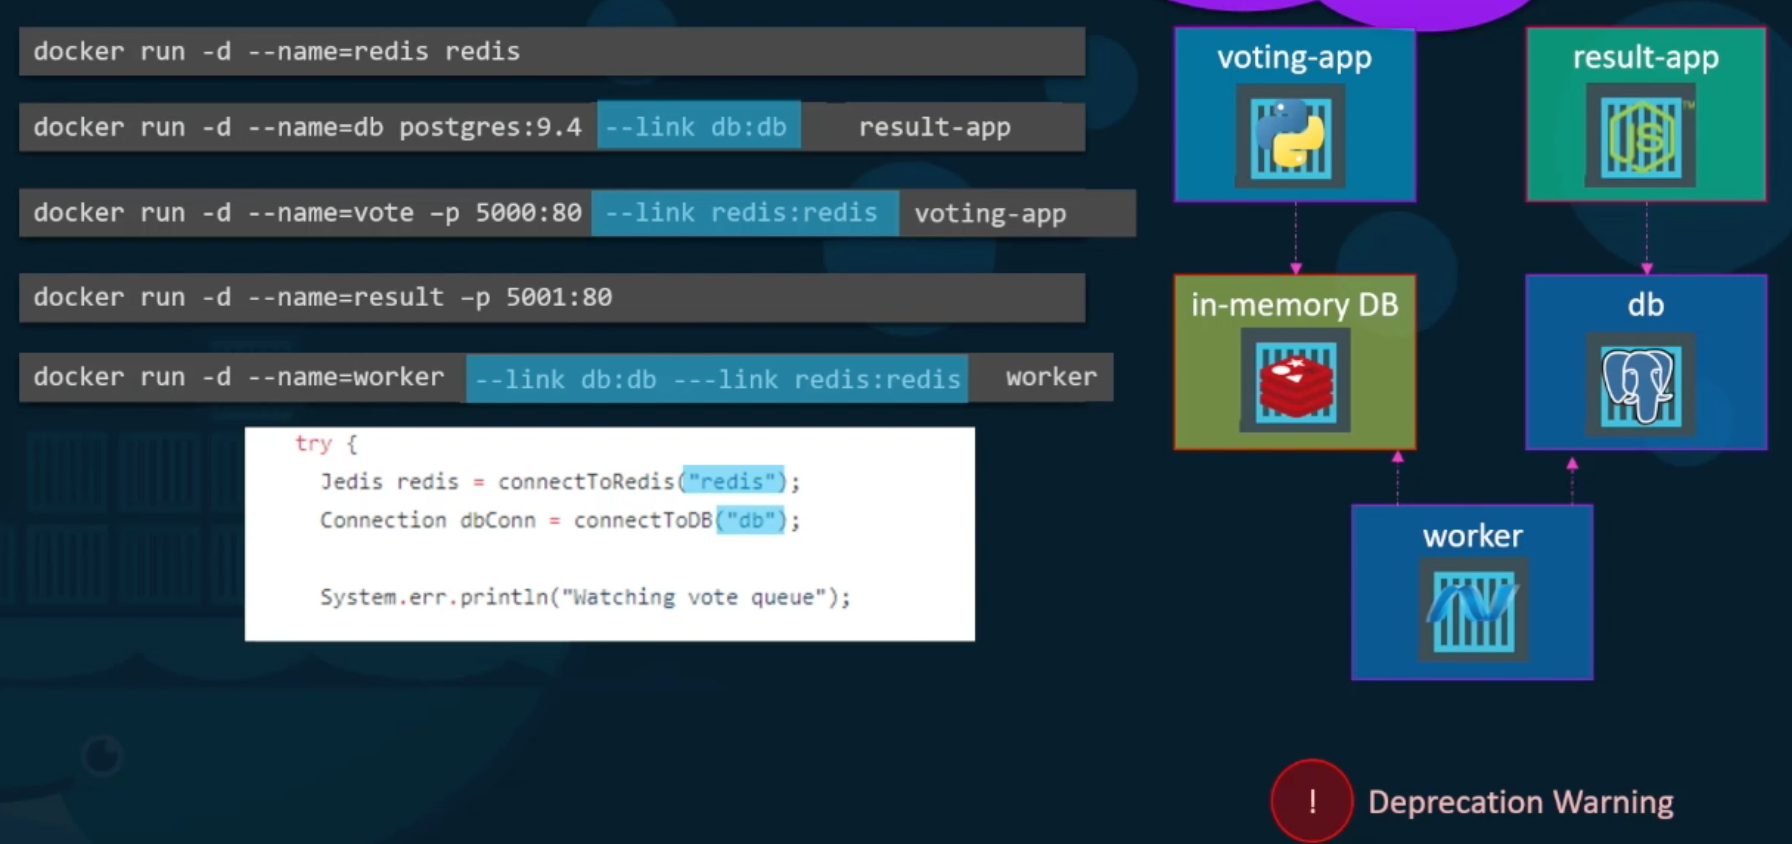 docker run -d --name=redis redis
docker run -d --name=db postgres:9.4 --link db:db result-app
docker run -d --name=vote –p 5000:80 --link redis:redis voting-app
docker run -d --name=result –p 5001:80
docker run -d --name=worker --link db:db ---link redis:redis worker
try {
Jedis redis = connectToRedis("redis");
Connection dbConn = connectToDB("db");
System.err.println("Watching vote queue");
voting-app
result-app
JS
TM
in-memory DB
db
worker
! Deprecation Warning